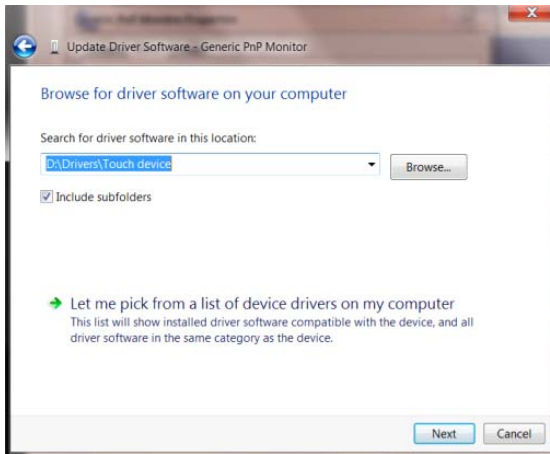 Update Driver Software - Generic PnP Monitor
Browse for driver software on your computer
Search for driver software in this location:
D:\Drivers\Touch device
Browse...
Include subfolders
Let me pick from a list of device drivers on my computer
This list will show installed driver software compatible with the device, and all
driver software in the same category as the device.
Next
Cancel